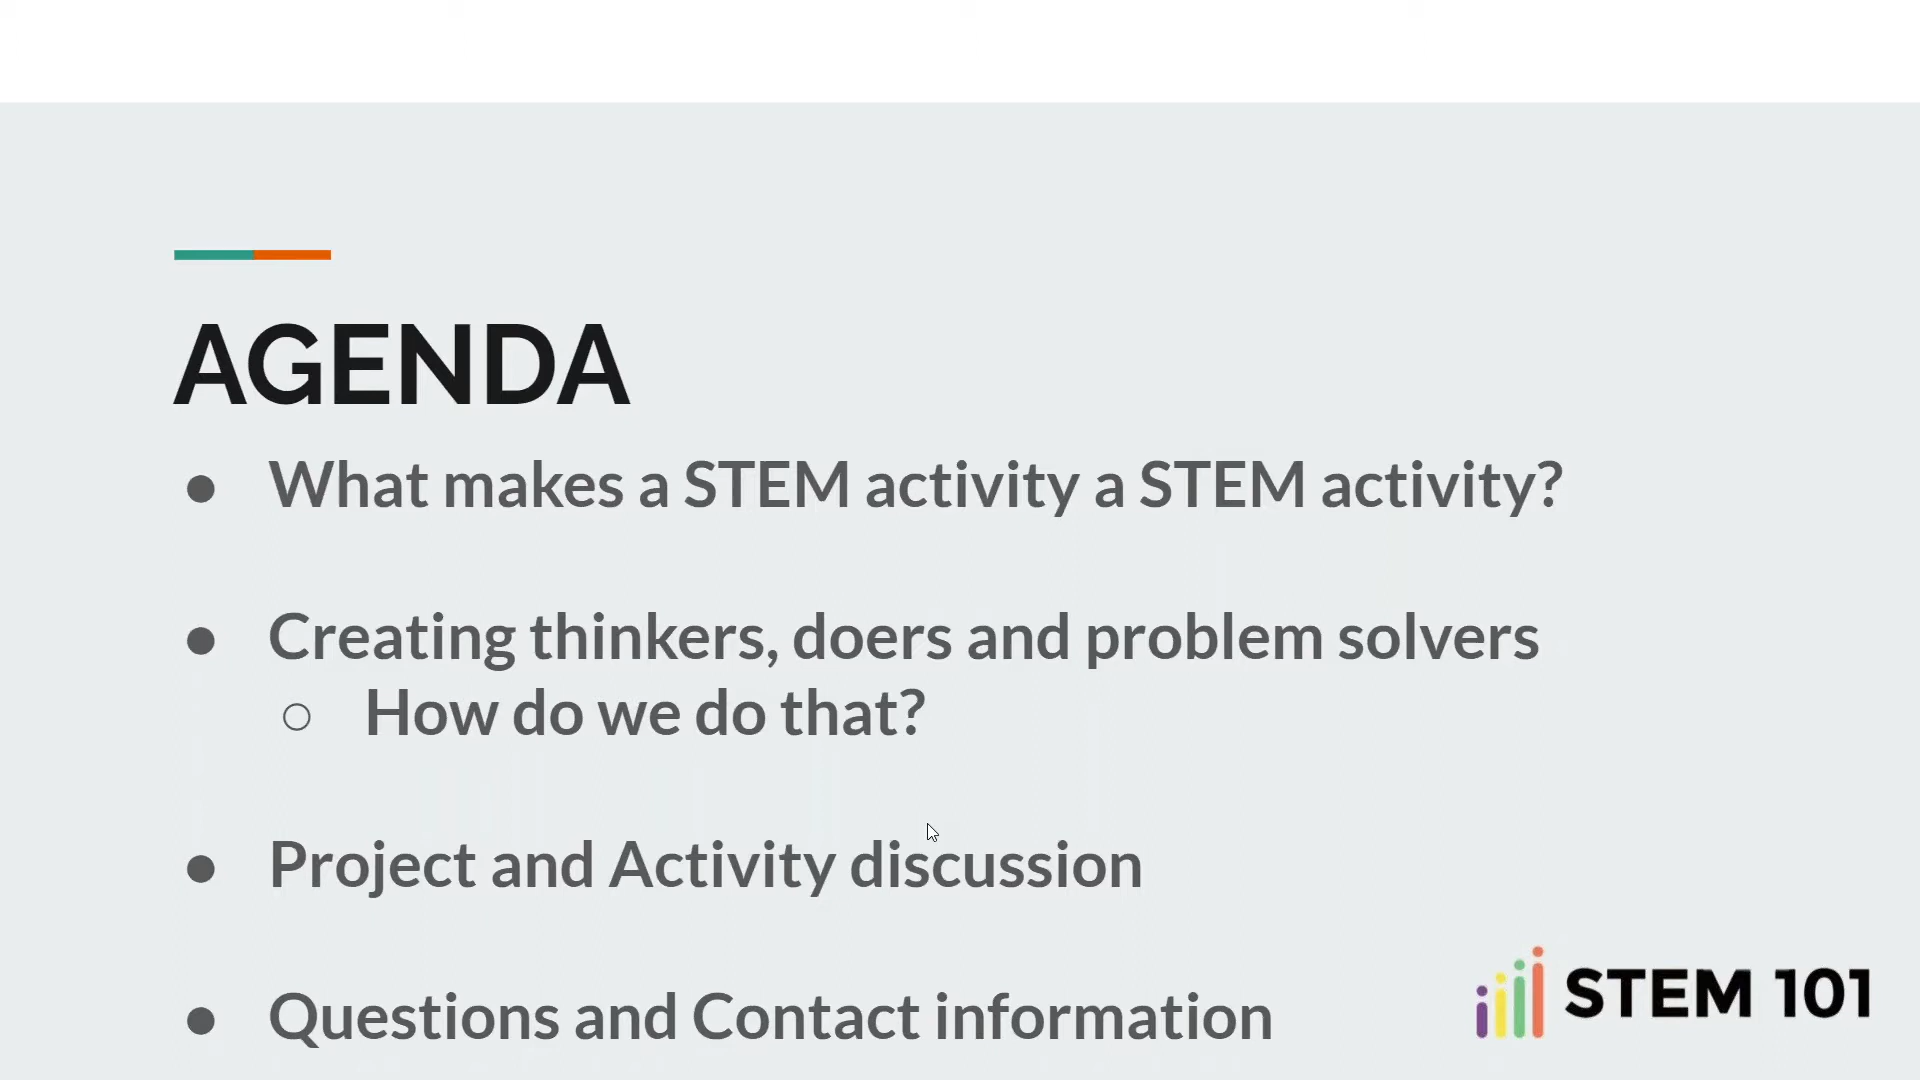 AGENDA
● What makes a STEM activity a STEM activity?
● Creating thinkers, doers and problem solvers
○ How do we do that?
● Project and Activity discussion
● Questions and Contact information
STEM 101